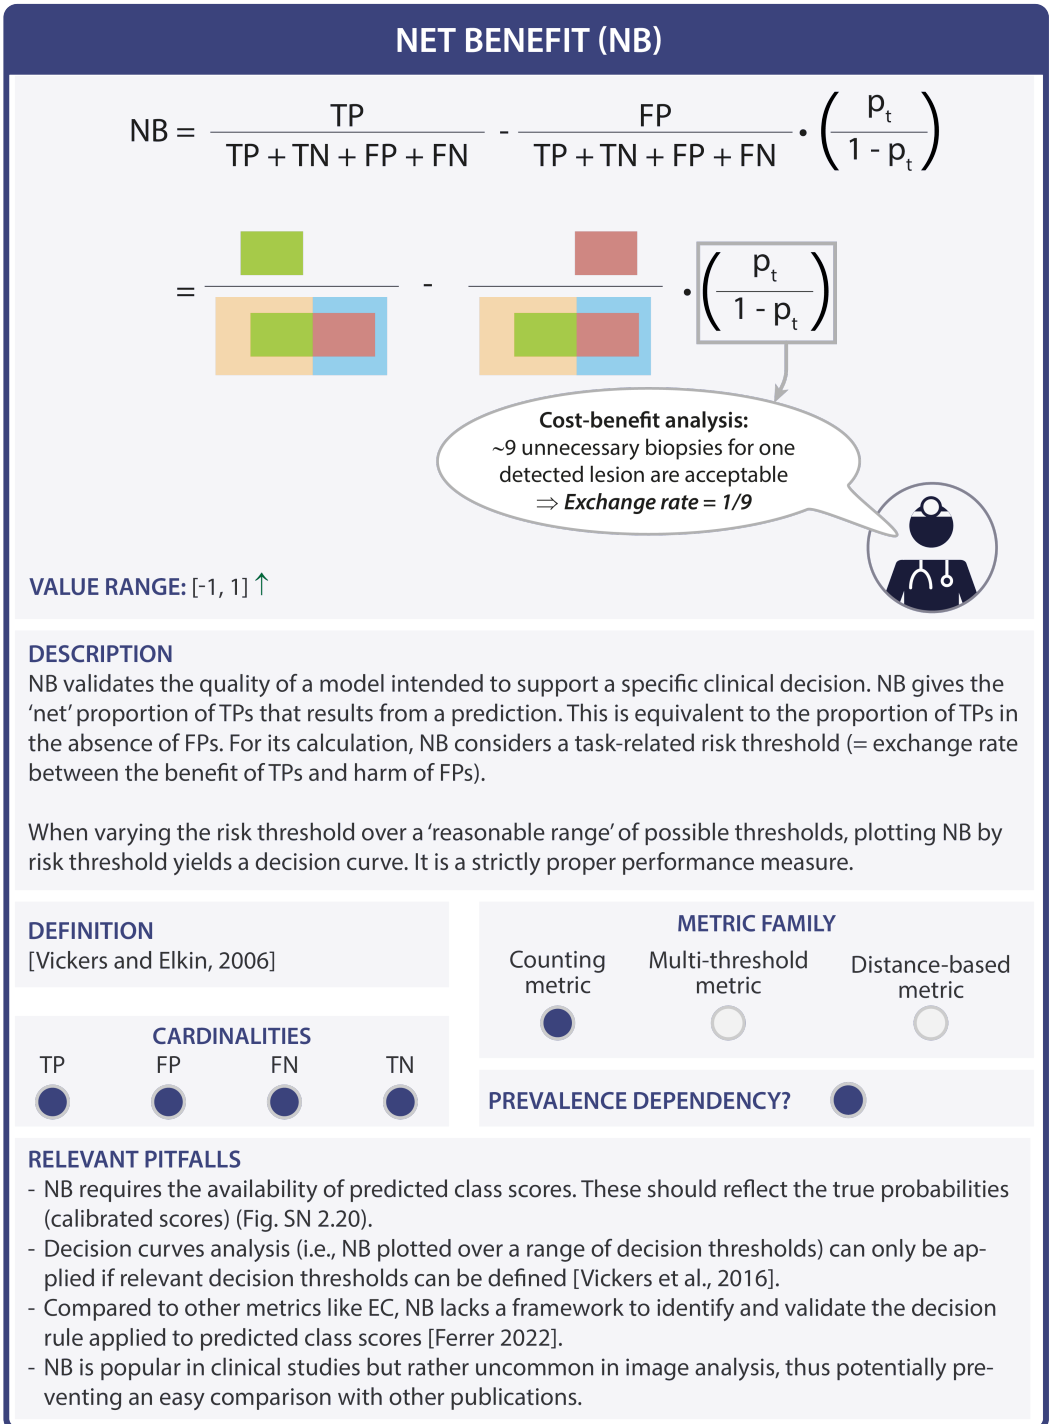 NET BENEFIT (NB)
NB = TP / (TP + TN + FP + FN) - FP / (TP + TN + FP + FN) · (p_t / (1 - p_t))
= - · (p_t / (1 - p_t))
Cost-benefit analysis:
~9 unnecessary biopsies for one
detected lesion are acceptable
⇒ Exchange rate = 1/9
VALUE RANGE: [-1, 1] ↑
DESCRIPTION
NB validates the quality of a model intended to support a specific clinical decision. NB gives the
‘net’ proportion of TPs that results from a prediction. This is equivalent to the proportion of TPs in
the absence of FPs. For its calculation, NB considers a task-related risk threshold (= exchange rate
between the benefit of TPs and harm of FPs).
When varying the risk threshold over a ‘reasonable range’ of possible thresholds, plotting NB by
risk threshold yields a decision curve. It is a strictly proper performance measure.
DEFINITION
[Vickers and Elkin, 2006]
METRIC FAMILY
Counting metric
Multi-threshold metric
Distance-based metric
CARDINALITIES
TP FP FN TN
PREVALENCE DEPENDENCY?
RELEVANT PITFALLS
- NB requires the availability of predicted class scores. These should reflect the true probabilities
(calibrated scores) (Fig. SN 2.20).
- Decision curves analysis (i.e., NB plotted over a range of decision thresholds) can only be ap-
plied if relevant decision thresholds can be defined [Vickers et al., 2016].
- Compared to other metrics like EC, NB lacks a framework to identify and validate the decision
rule applied to predicted class scores [Ferrer 2022].
- NB is popular in clinical studies but rather uncommon in image analysis, thus potentially pre-
venting an easy comparison with other publications.